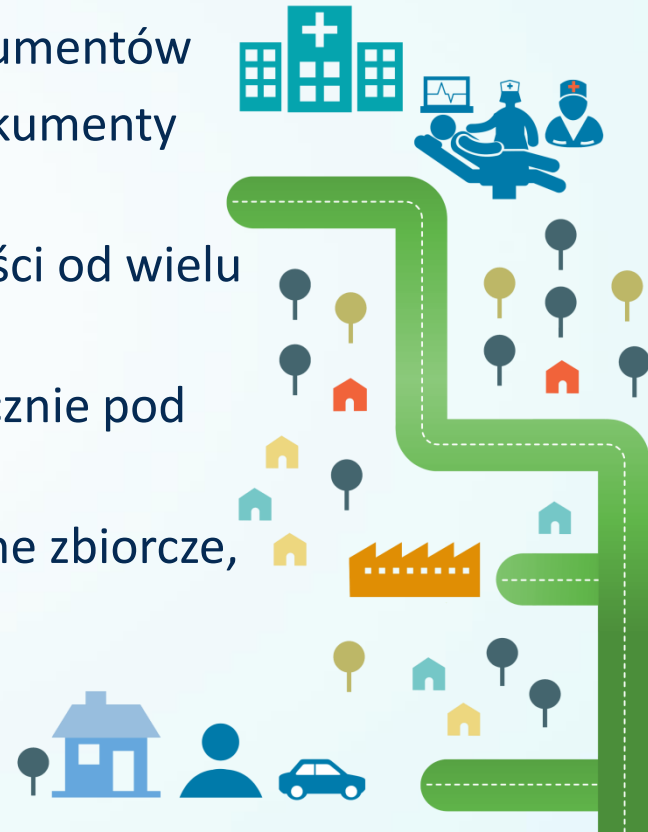 umentów
kumenty
ści od wielu
cznie pod
ne zbiorcze,